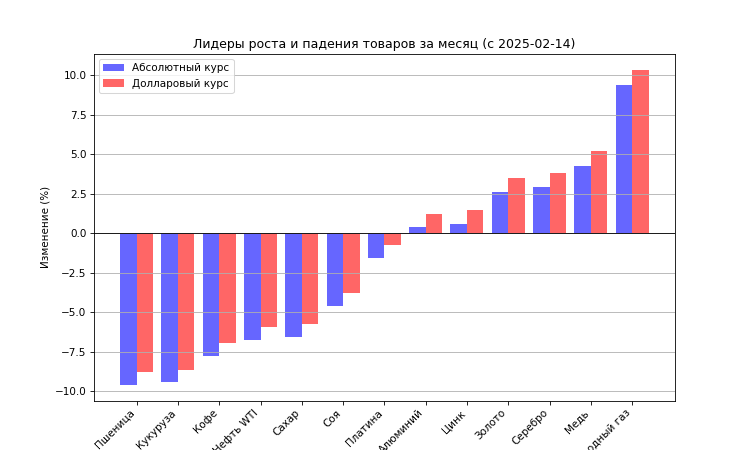 Лидеры роста и падения товаров за месяц (с 2025-02-14)
Абсолютный курс
Долларовый курс
Изменение (%)
10.0
7.5
5.0
2.5
0.0
−2.5
−5.0
−7.5
−10.0
Пшеница
Кукуруза
Кофе
Нефть WTI
Сахар
Соя
Платина
Алюминий
Цинк
Золото
Серебро
Медь
одный газ